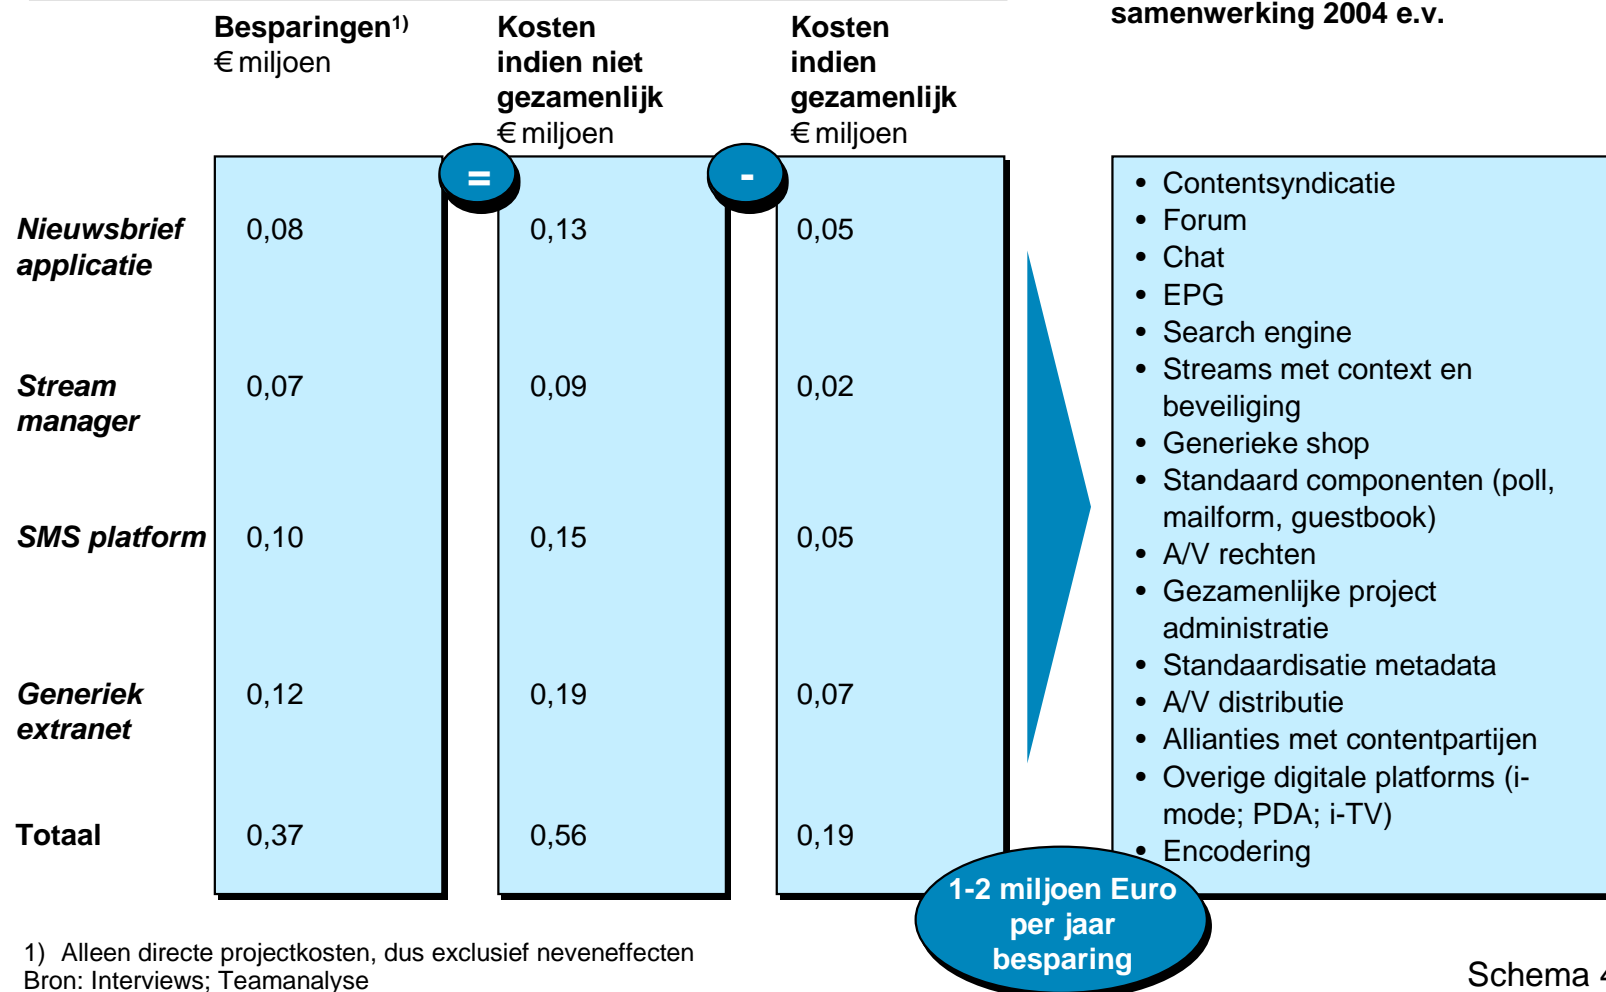 Besparingen1)
€ miljoen
Kosten
indien niet
gezamenlijk
€ miljoen
Kosten
indien
gezamenlijk
€ miljoen
samenwerking 2004 e.v.
=
-
Nieuwsbrief
applicatie
0,08
0,13
0,05
Stream
manager
0,07
0,09
0,02
SMS platform
0,10
0,15
0,05
Generiek
extranet
0,12
0,19
0,07
Totaal
0,37
0,56
0,19
• Contentsyndicatie
• Forum
• Chat
• EPG
• Search engine
• Streams met context en
beveiliging
• Generieke shop
• Standaard componenten (poll,
mailform, guestbook)
• A/V rechten
• Gezamenlijke project
administratie
• Standaardisatie metadata
• A/V distributie
• Allianties met contentpartijen
• Overige digitale platforms (i-
mode; PDA; i-TV)
• Encodering
1-2 miljoen Euro
per jaar
besparing
1) Alleen directe projectkosten, dus exclusief neveneffecten
Bron: Interviews; Teamanalyse
Schema 4